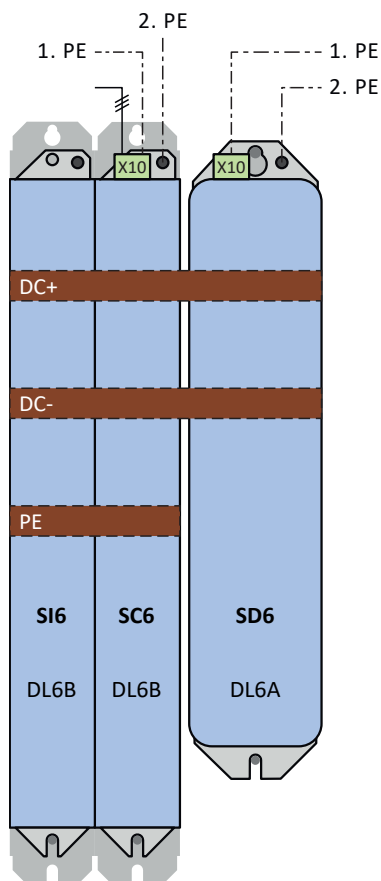 2. PE
1. PE
1. PE
2. PE
X10
X10
DC+
DC-
PE
SI6
SC6
SD6
DL6B
DL6B
DL6A